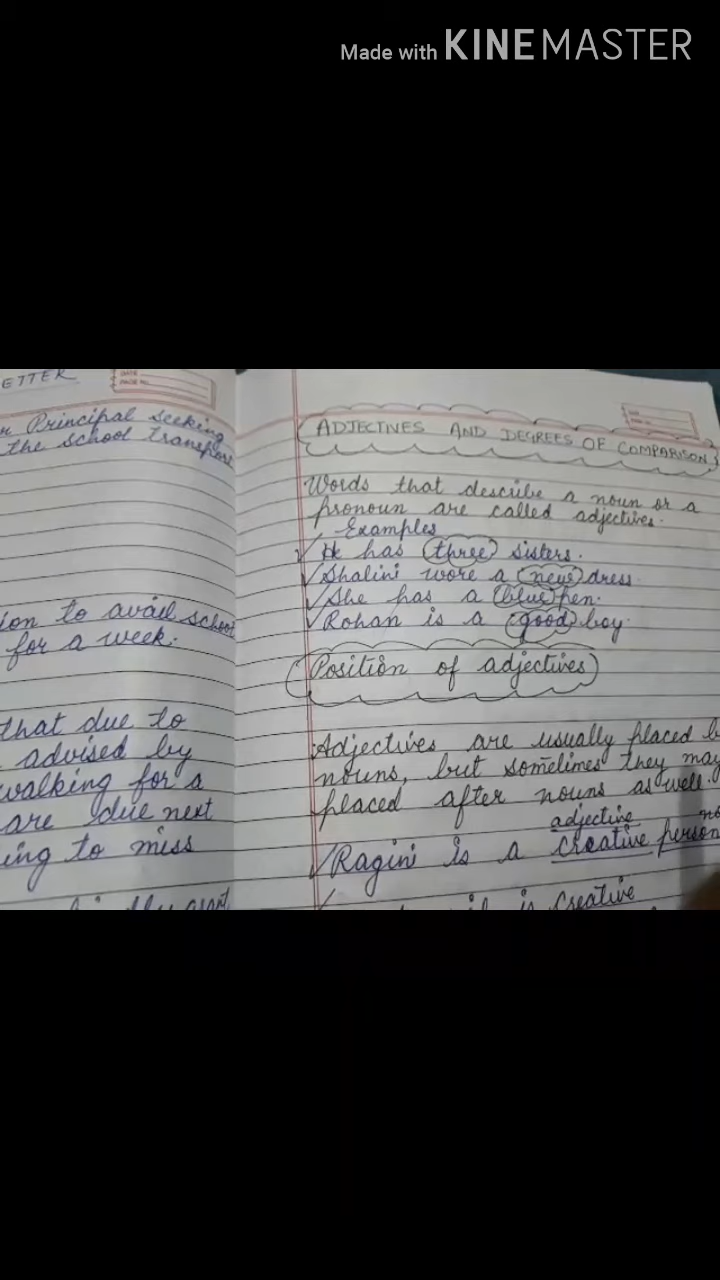 Made with KINEMASTER
ETTER
DATE
PAGE NO.
Principal seeking
the school transport
ion to avail school
for a week.
that due to
advised by
walking for a
are due next
ing to miss
ADJECTIVES AND DEGREES OF COMPARISON
Words that describe a noun or a
pronoun are called adjectives.
Examples
He has three sisters.
Shalini wore a new dress
She has a blue pen.
Rohan is a good boy.
Position of adjectives
Adjectives are usually placed
nouns, but sometimes they may
placed after nouns as well.
adjective
Ragini is a creative person
is creative